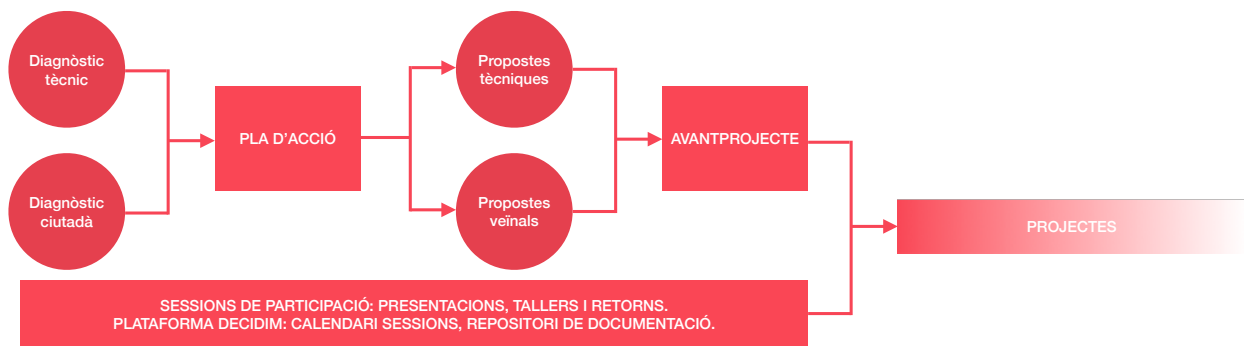 Diagnòstic
tècnic
Diagnòstic
ciutadà
PLA D'ACCIÓ
Propostes
tècniques
Propostes
veïnals
AVANTPROJECTE
PROJECTES
SESSIONS DE PARTICIPACIÓ: PRESENTACIONS, TALLERS I RETORNS.
PLATAFORMA DECIDIM: CALENDARI SESSIONS, REPOSITORI DE DOCUMENTACIÓ.